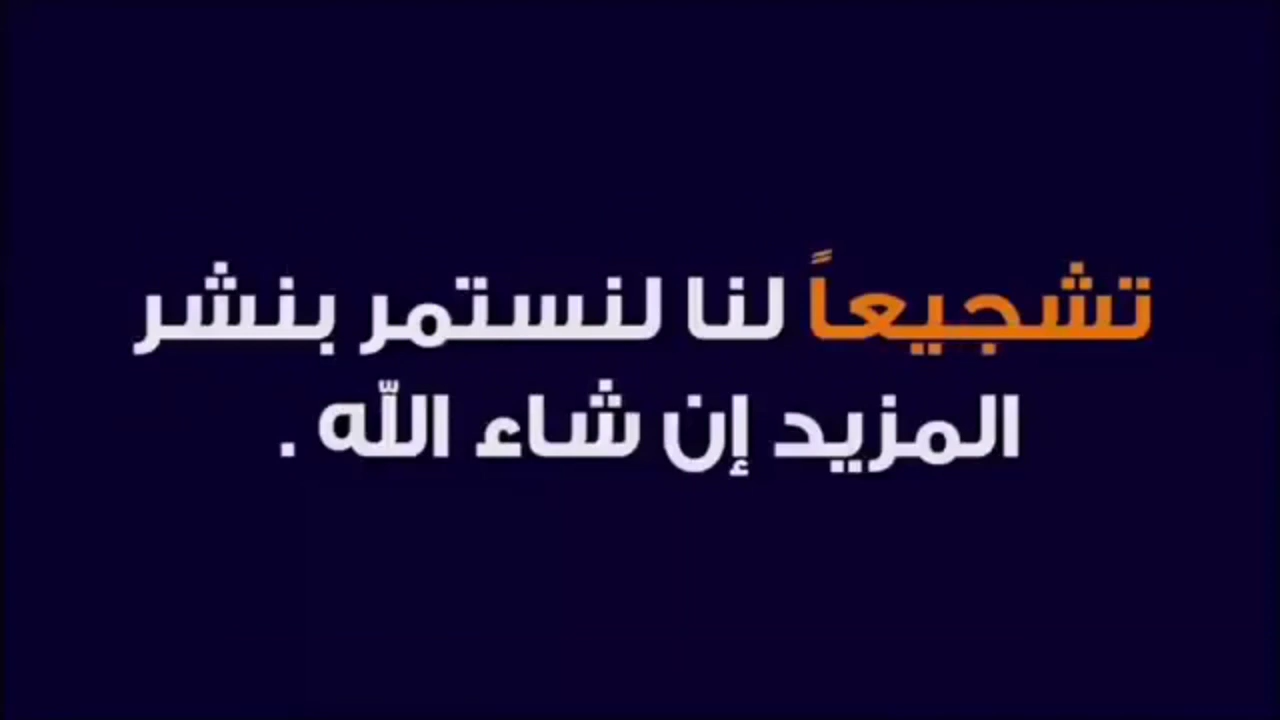 تشجيعاً لنا لنستمر بنشر
المزيد إن شاء الله .